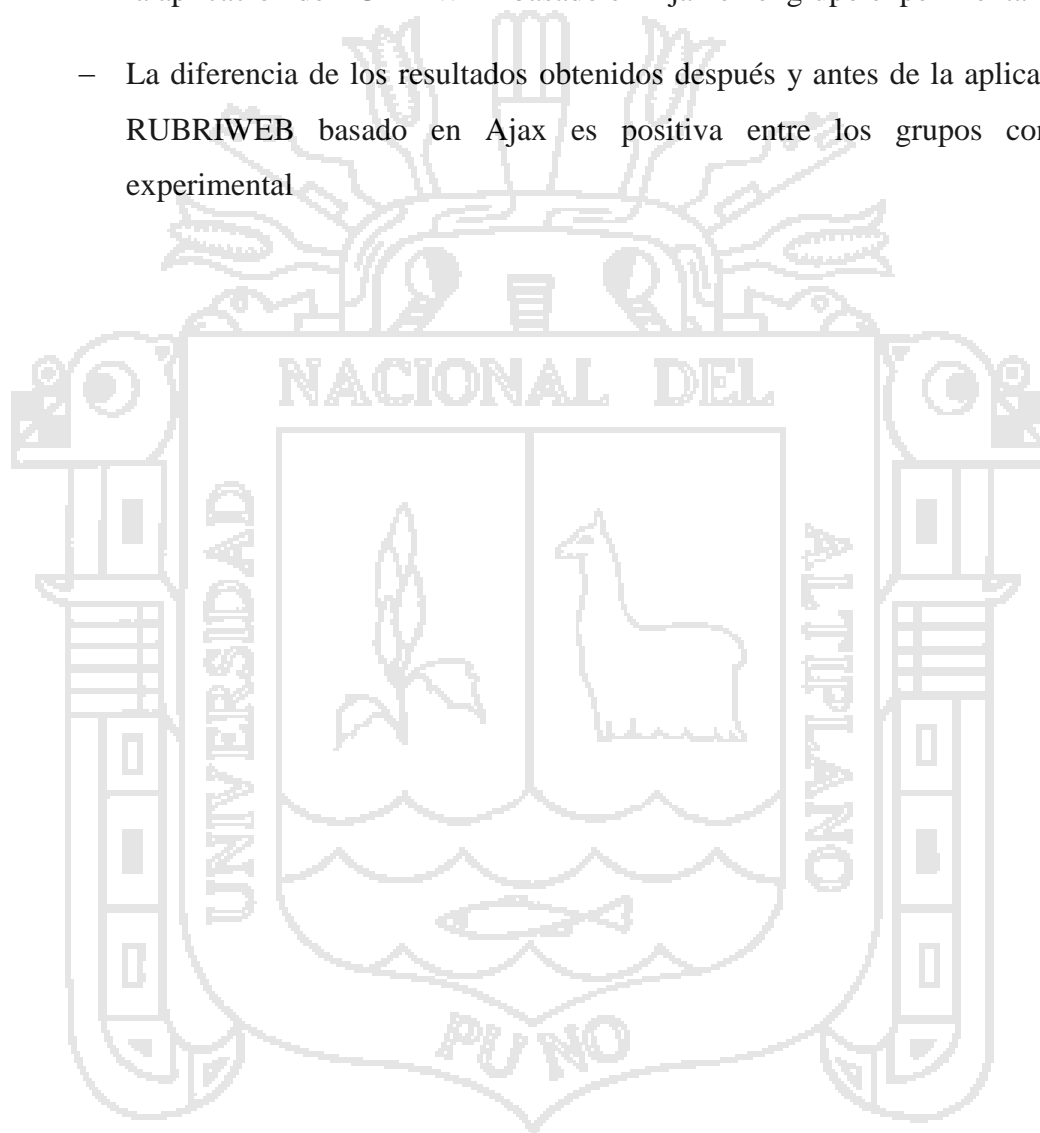 – La diferencia de los resultados obtenidos después y antes de la aplica
RUBRIWEB basado en Ajax es positiva entre los grupos con
experimental
NACIONAL DEL
UNIVERSIDAD
ALTIPLANO
PUNO